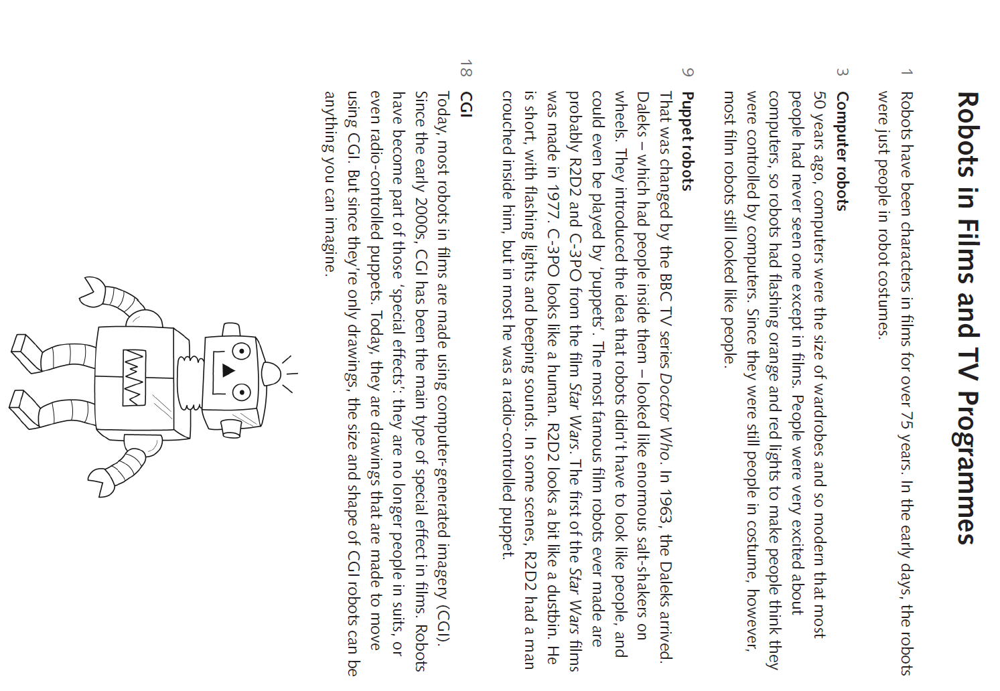 Robots in Films and TV Programmes
1 Robots have been characters in films for over 75 years. In the early days, the robots
were just people in robot costumes.
3 Computer robots
50 years ago, computers were the size of wardrobes and so modern that most
people had never seen one except in films. People were very excited about
computers, so robots had flashing orange and red lights to make people think they
were controlled by computers. Since they were still people in costume, however,
most film robots still looked like people.
9 Puppet robots
That was changed by the BBC TV series Doctor Who. In 1963, the Daleks arrived.
Daleks – which had people inside them – looked like enormous salt-shakers on
wheels. They introduced the idea that robots didn't have to look like people, and
could even be played by ‘puppets’. The most famous film robots ever made are
probably R2D2 and C-3PO from the film Star Wars. The first of the Star Wars films
was made in 1977. C-3PO looks like a human. R2D2 looks a bit like a dustbin. He
is short, with flashing lights and beeping sounds. In some scenes, R2D2 had a man
crouched inside him, but in most he was a radio-controlled puppet.
18 CGI
Today, most robots in films are made using computer-generated imagery (CGI).
Since the early 2000s, CGI has been the main type of special effect in films. Robots
have become part of those ‘special effects’: they are no longer people in suits, or
even radio-controlled puppets. Today, they are drawings that are made to move
using CGI. But since they’re only drawings, the size and shape of CGI robots can be
anything you can imagine.